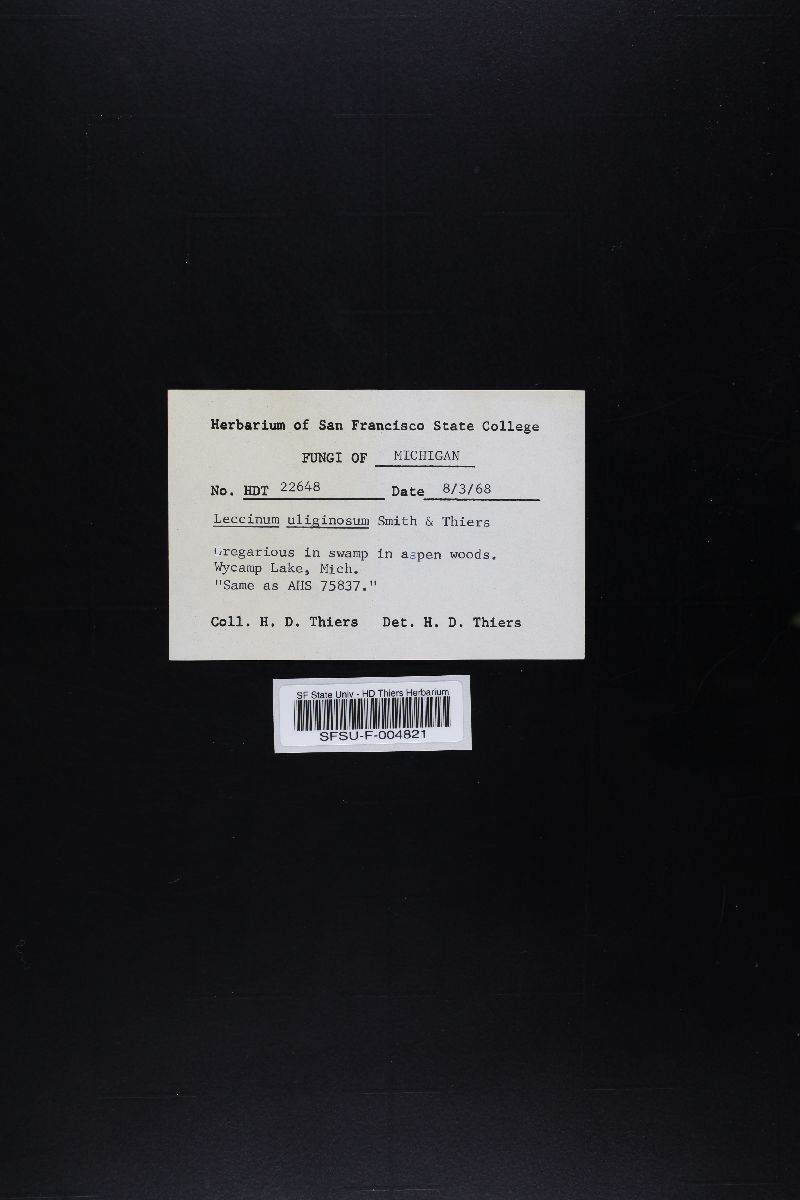 Herbarium of San Francisco State College
FUNGI OF MICHIGAN
No. HDT 22648 Date 8/3/68
Leccinum uliginosum Smith & Thiers
Gregarious in swamp in aspen woods.
Wycamp Lake, Mich.
"Same as AHS 75837."
Coll. H. D. Thiers Det. H. D. Thiers
SF State Univ - HD Thiers Herbarium
SFSU-F-004821